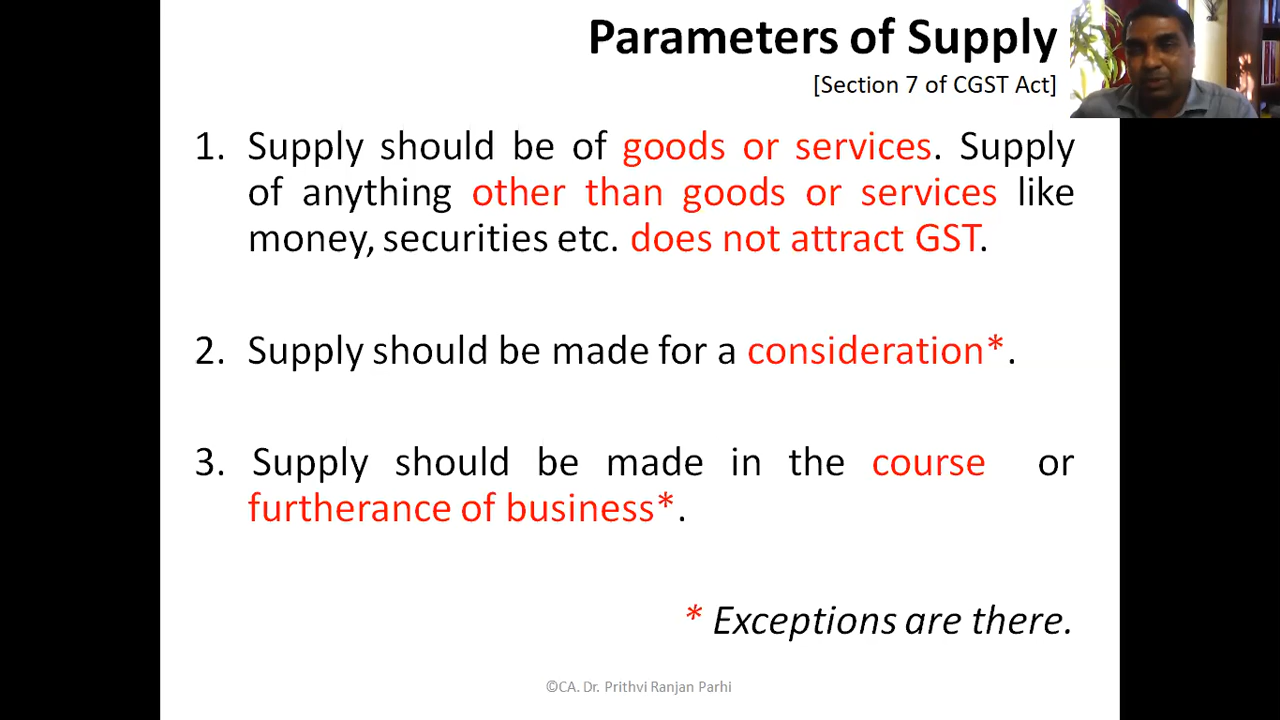 Parameters of Supply
[Section 7 of CGST Act]
1. Supply should be of goods or services. Supply
of anything other than goods or services like
money, securities etc. does not attract GST.
2. Supply should be made for a consideration*.
3. Supply should be made in the course or
furtherance of business*.
* Exceptions are there.
©CA. Dr. Prithvi Ranjan Parhi